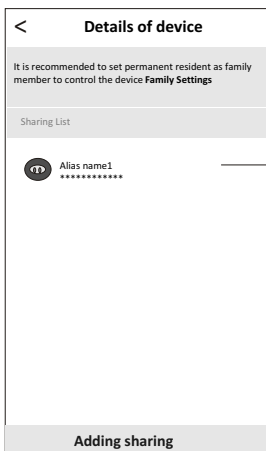 < Details of device
It is recommended to set permanent resident as family
member to control the device Family Settings
Sharing List
Alias name1
************
Adding sharing